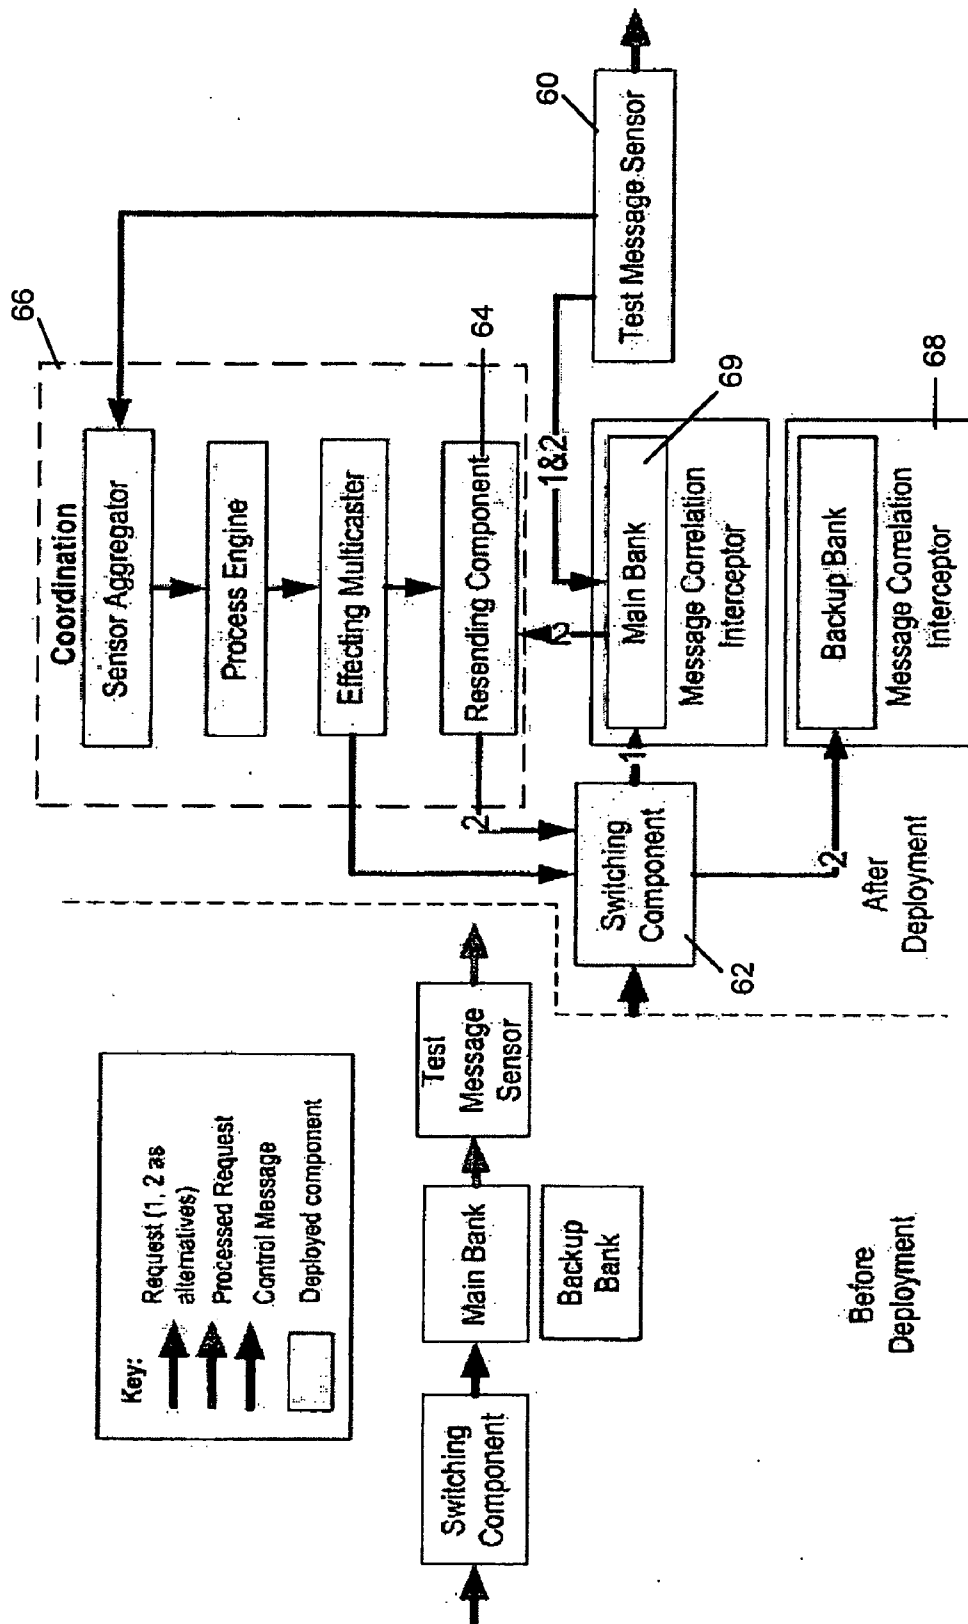 Key:
Request (1, 2 as
alternatives)
Processed Request
Control Message
Deployed component
Switching
Component
Main Bank
Test
Message
Sensor
Backup
Bank
Before
Deployment
66
Coordination
Sensor Aggregator
Process Engine
Effecting Multicaster
Resending Component
64
2
2
1&2
60
Test Message Sensor
Switching
Component
62
1
69
Main Bank
Message Correlation
Interceptor
2
68
Backup Bank
Message Correlation
Interceptor
After
Deployment